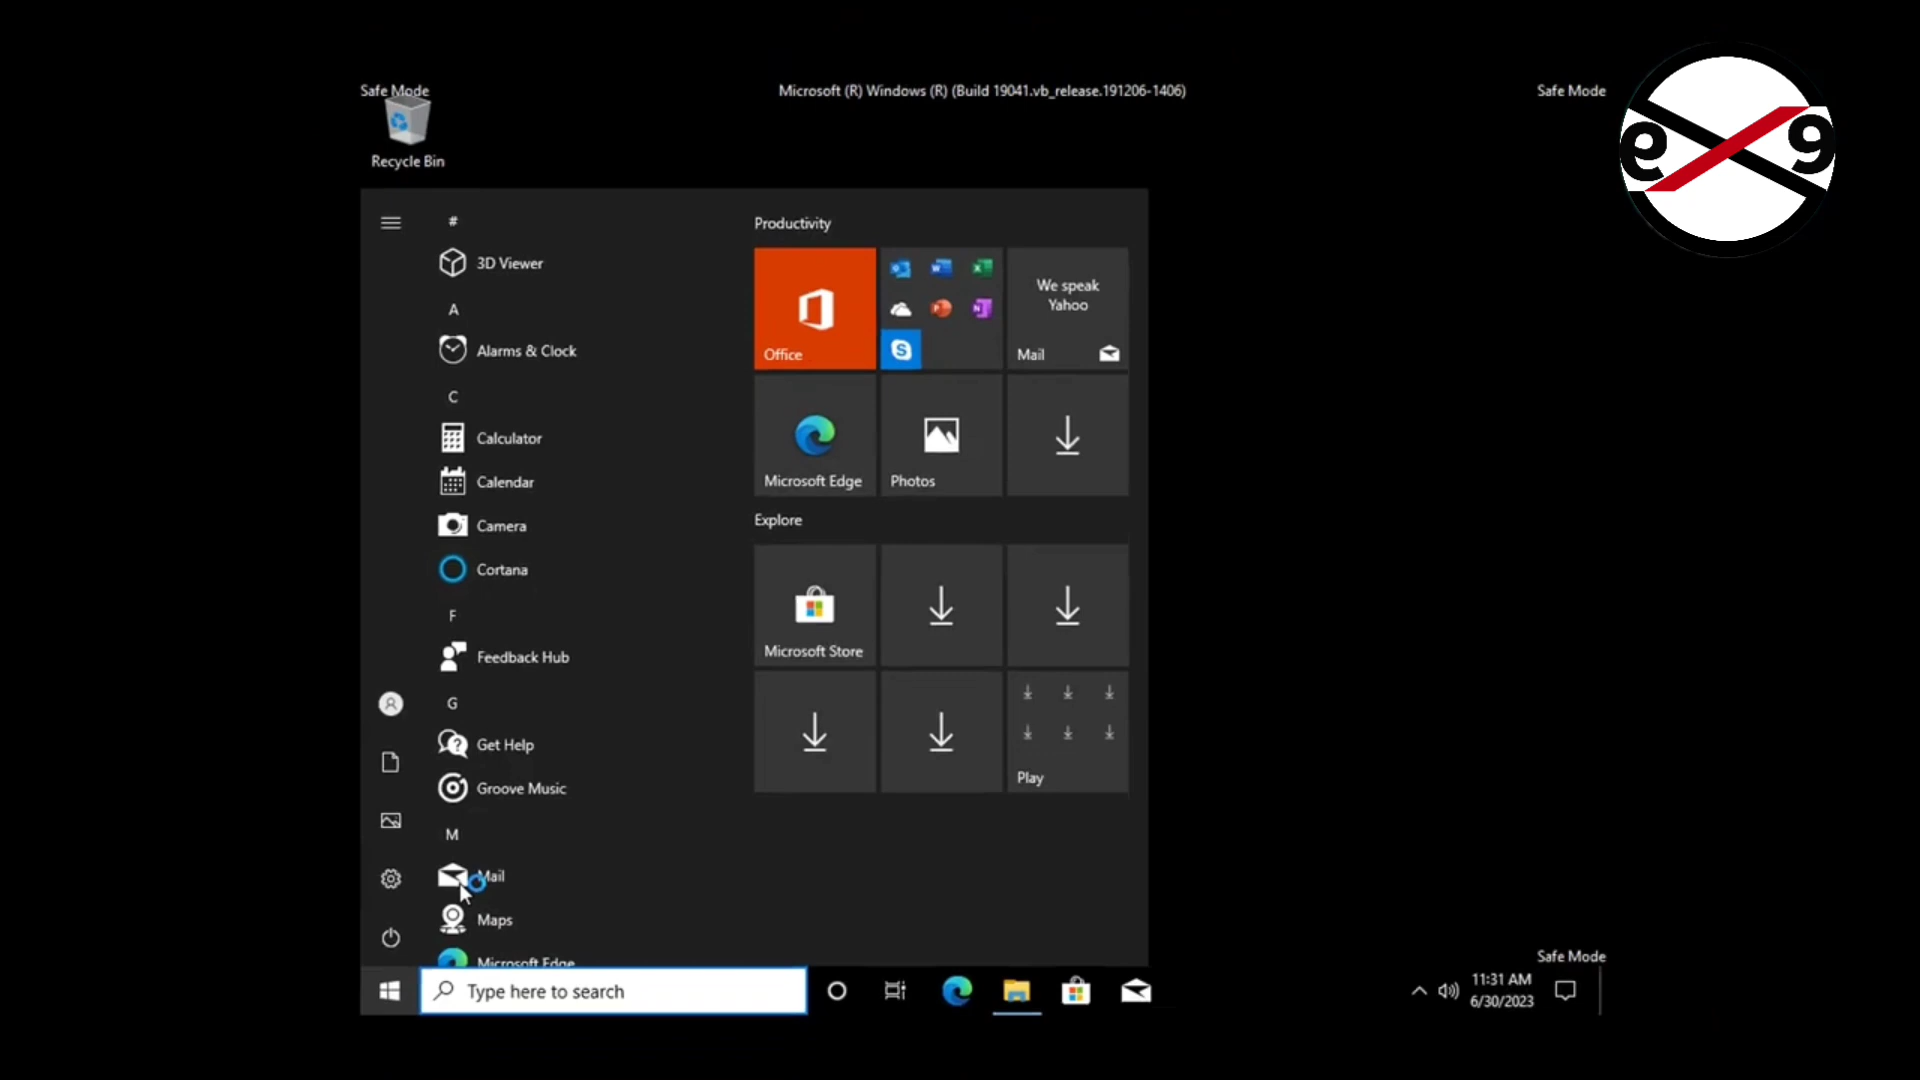 Safe Mode
Microsoft (R) Windows (R) (Build 19041.vb_release.191206-1406)
Safe Mode
e
9
Recycle Bin
#
3D Viewer
A
Alarms & Clock
C
Calculator
Calendar
Camera
Cortana
F
Feedback Hub
G
Get Help
Groove Music
M
Mail
Maps
Microsoft Edge
Productivity
Office
We speak
Yahoo
Mail
Microsoft Edge
Photos
Explore
Microsoft Store
Play
Type here to search
Safe Mode
11:31 AM
6/30/2023